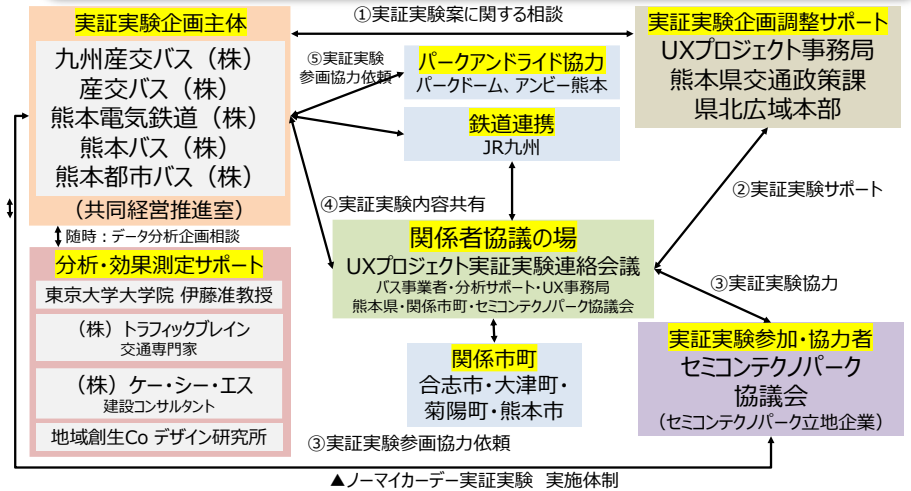 実証実験企画主体
九州産交バス（株）
産交バス（株）
熊本電気鉄道（株）
熊本バス（株）
熊本都市バス（株）
（共同経営推進室）
①実証実験案に関する相談
⑤実証実験
参画協力依頼
パークアンドライド協力
パークドーム、アンビー熊本
鉄道連携
JR九州
実証実験企画調整サポート
UXプロジェクト事務局
熊本県交通政策課
県北広域本部
②実証実験サポート
④実証実験内容共有
随時：データ分析企画相談
関係者協議の場
UXプロジェクト実証実験連絡会議
バス事業者・分析サポート・UX事務局
熊本県・関係市町・セミコンテクノパーク協議会
③実証実験協力
分析・効果測定サポート
東京大学大学院 伊藤准教授
（株）トラフィックブレイン
交通専門家
（株）ケー・シー・エス
建設コンサルタント
地域創生Co デザイン研究所
関係市町
合志市・大津町・
菊陽町・熊本市
実証実験参加・協力者
セミコンテクノパーク
協議会
（セミコンテクノパーク立地企業）
③実証実験参画協力依頼
▲ノーマイカーデー実証実験 実施体制